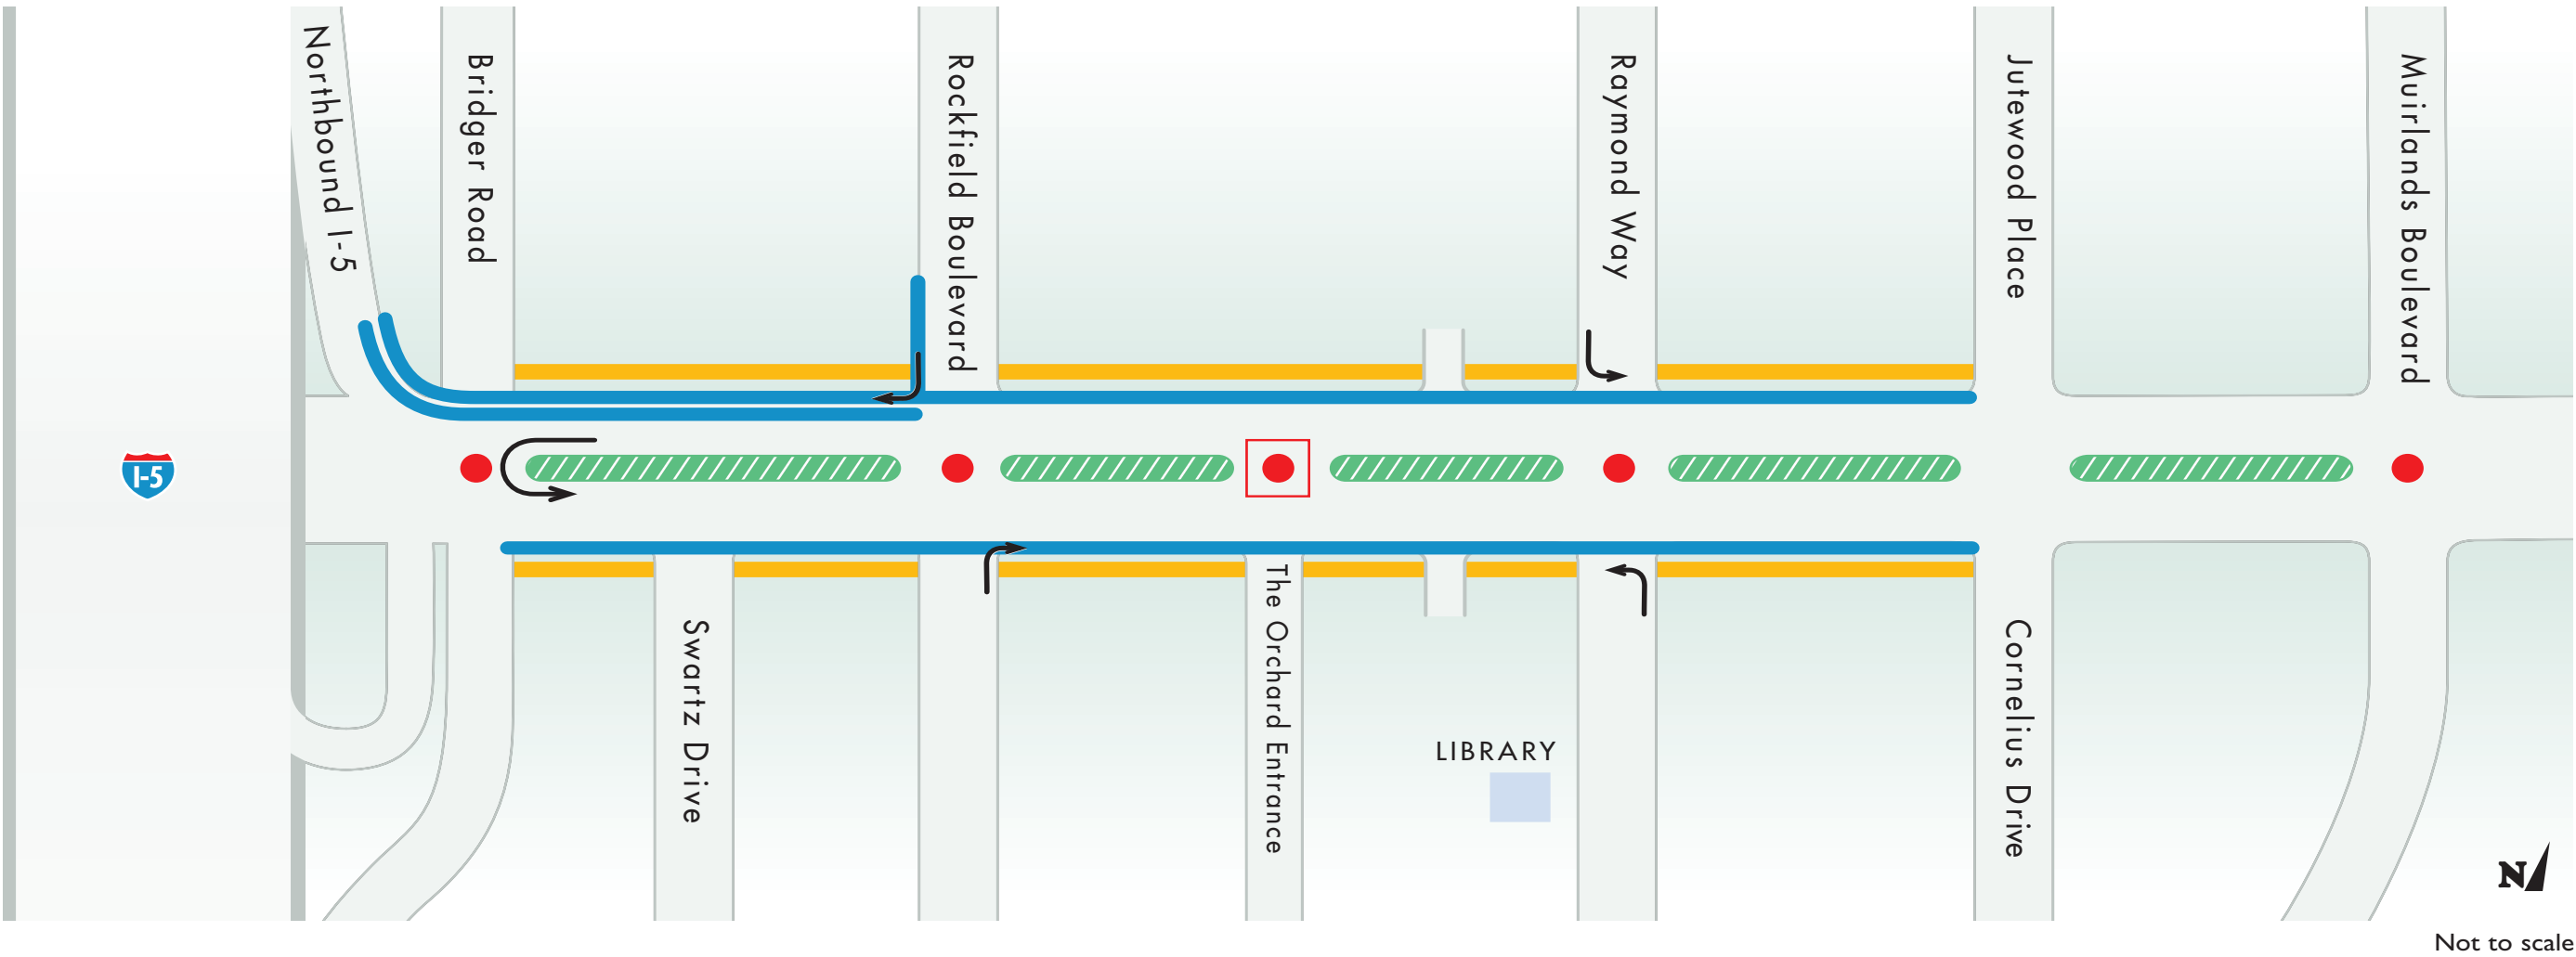 Northbound I-5
Bridger Road
Rockfield Boulevard
Raymond Way
Jutewood Place
Muirlands Boulevard
I-5
Swartz Drive
The Orchard Entrance
LIBRARY
Cornelius Drive
N
Not to scale